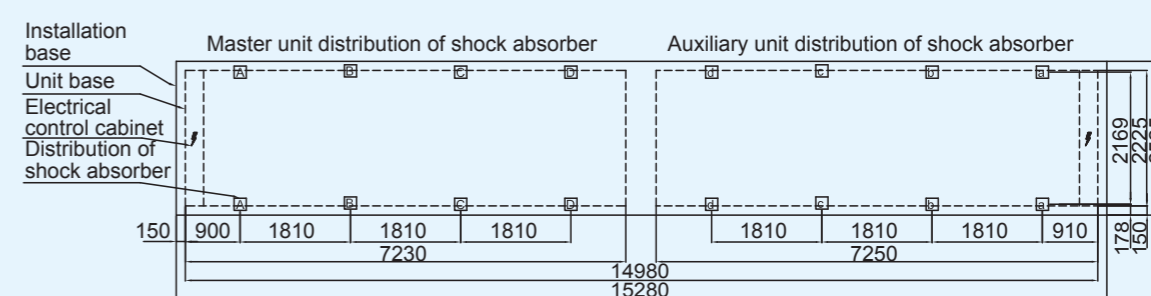 Installation
base
Unit base
Electrical
control cabinet
Distribution of
shock absorber
Master unit distribution of shock absorber
Auxiliary unit distribution of shock absorber
A B C D d c b a
A B C D d c b a
150 900 1810 1810 1810 1810 1810 1810 910
7230 7250
14980
15280
2169
2225
178
150